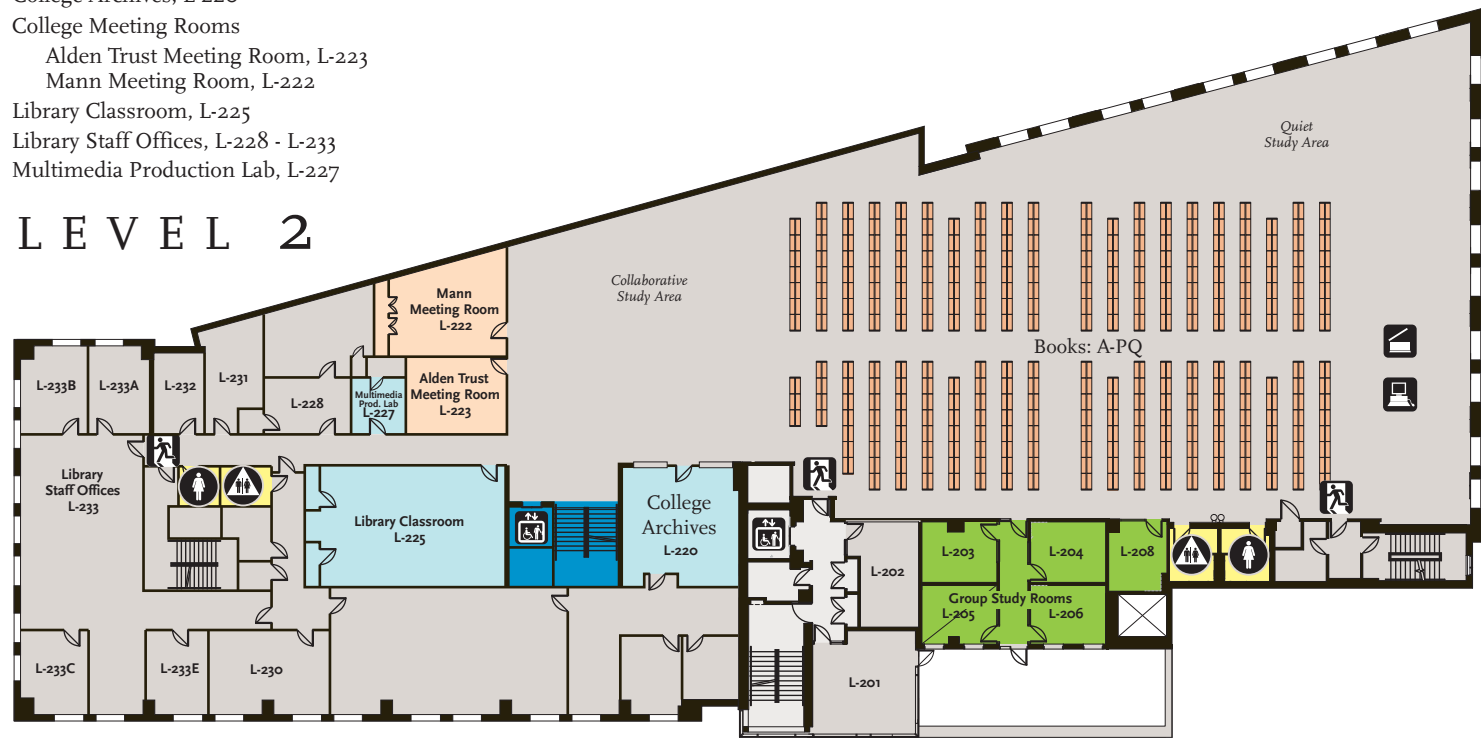 College Archives, L-220
College Meeting Rooms
Alden Trust Meeting Room, L-223
Mann Meeting Room, L-222
Library Classroom, L-225
Library Staff Offices, L-228 - L-233
Multimedia Production Lab, L-227
LEVEL 2
Quiet
Study Area
Collaborative
Study Area
Mann
Meeting Room
L-222
Books: A-PQ
L-233B
L-233A
L-232
L-231
L-228
Multimedia
Prod. Lab
L-227
Alden Trust
Meeting Room
L-223
Library
Staff Offices
L-233
Library Classroom
L-225
College
Archives
L-220
L-202
L-203
L-204
L-208
Group Study Rooms
L-205
L-206
L-233C
L-233E
L-230
L-201